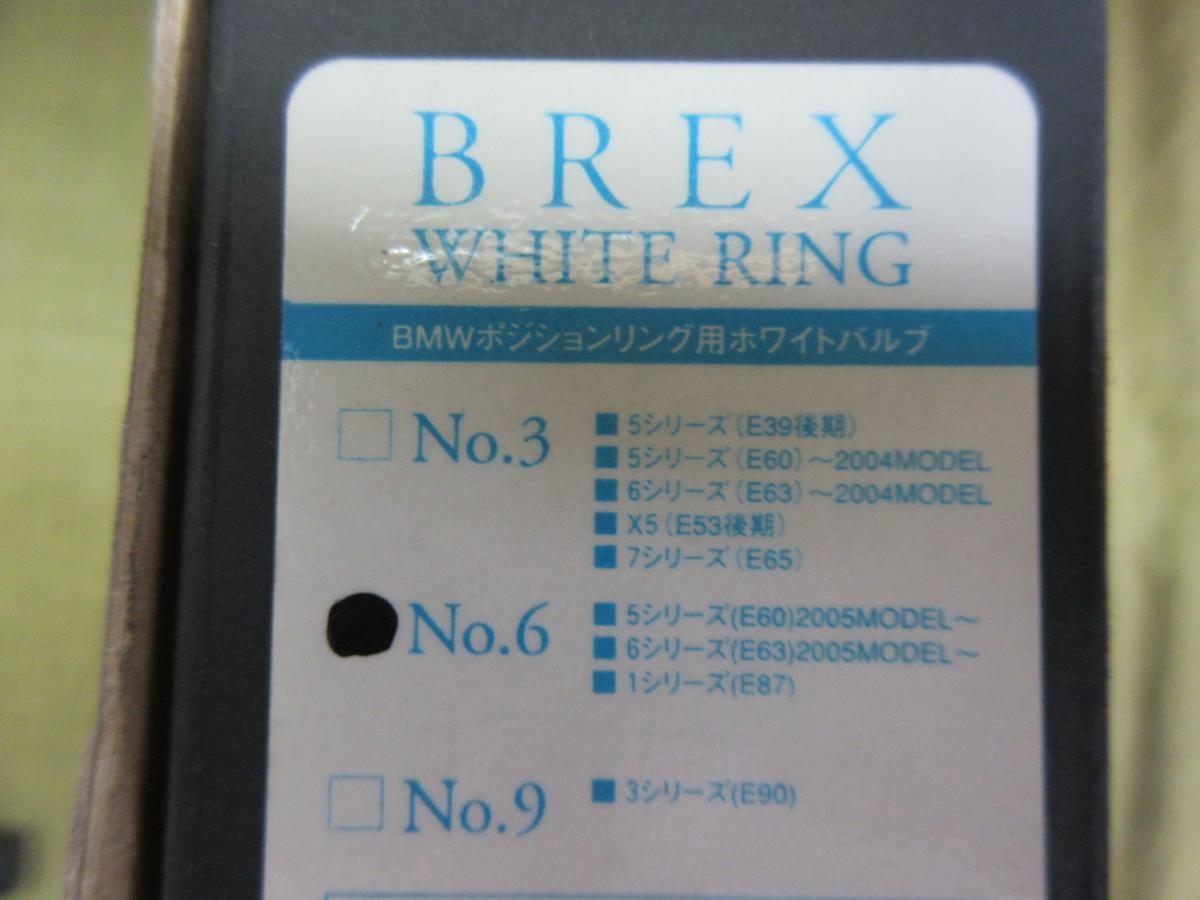 BREX
WHITE RING
BMWポジションリング用ホワイトバルブ
No.3
■ 5シリーズ(E39後期)
■ 5シリーズ(E60)〜2004MODEL
■ 6シリーズ(E63)〜2004MODEL
■ X5(E53後期)
■ 7シリーズ(E65)
No.6
■ 5シリーズ(E60)2005MODEL〜
■ 6シリーズ(E63)2005MODEL〜
■ 1シリーズ(E87)
No.9
■ 3シリーズ(E90)